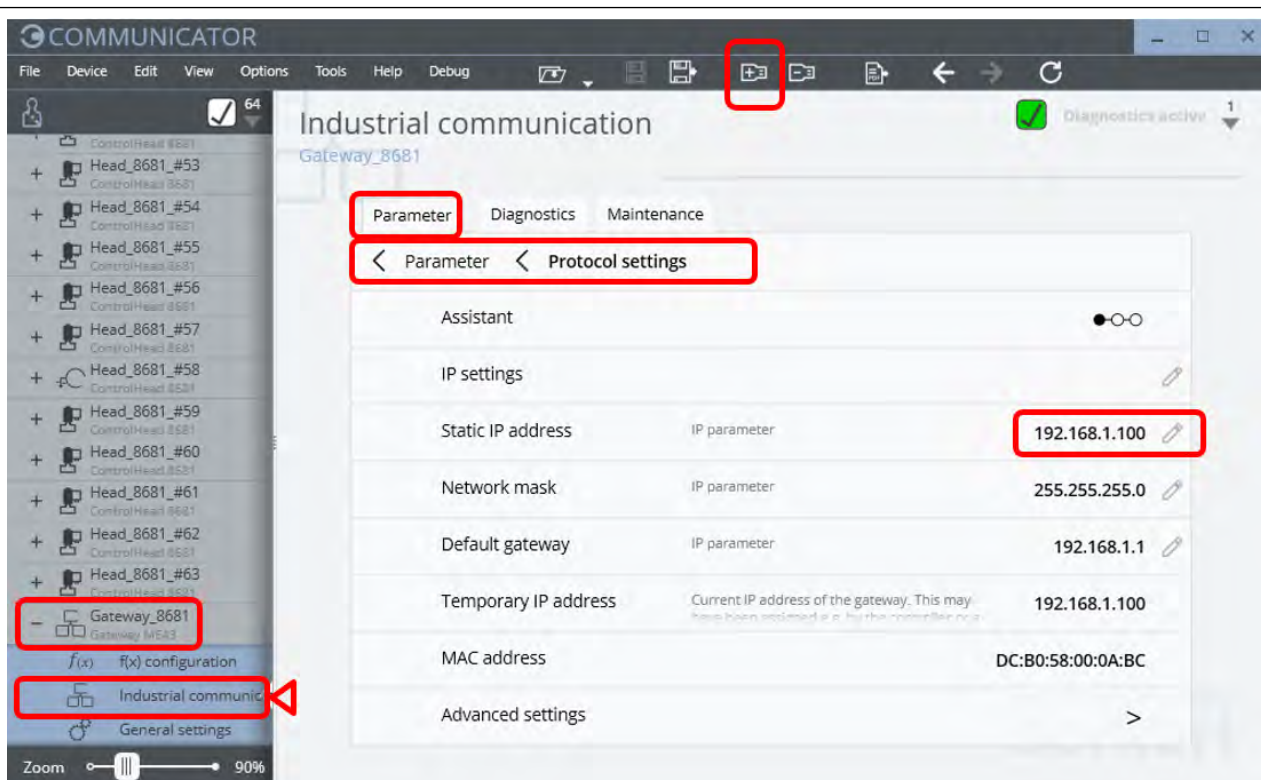 COMMUNICATOR
File Device Edit View Options Tools Help Debug
64
ControlHead 8681
Head_8681_#53
ControlHead 8681
Head_8681_#54
ControlHead 8681
Head_8681_#55
ControlHead 8681
Head_8681_#56
ControlHead 8681
Head_8681_#57
ControlHead 8681
Head_8681_#58
ControlHead 8681
Head_8681_#59
ControlHead 8681
Head_8681_#60
ControlHead 8681
Head_8681_#61
ControlHead 8681
Head_8681_#62
ControlHead 8681
Head_8681_#63
ControlHead 8681
Gateway_8681
Gateway ME43
f(x) f(x) configuration
Industrial communic
General settings
Zoom 90%
Industrial communication
Gateway_8681
Diagnostics active 1
Parameter Diagnostics Maintenance
< Parameter < Protocol settings
Assistant
IP settings
Static IP address IP parameter 192.168.1.100
Network mask IP parameter 255.255.255.0
Default gateway IP parameter 192.168.1.1
Temporary IP address Current IP address of the gateway. This may 192.168.1.100
MAC address DC:B0:58:00:0A:BC
Advanced settings >